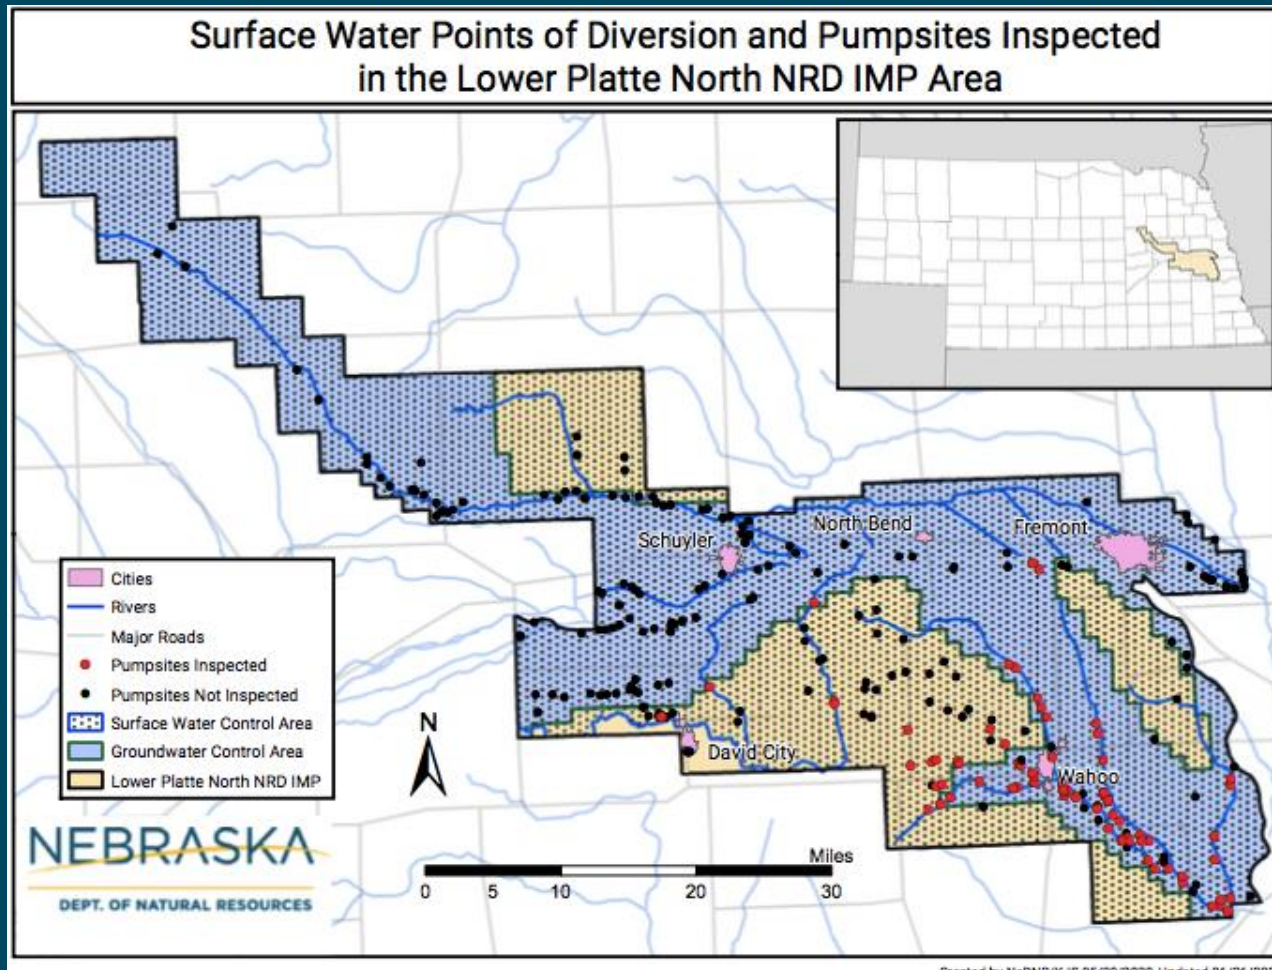 Surface Water Points of Diversion and Pumpsites Inspected
in the Lower Platte North NRD IMP Area
North Bend
Fremont
Schuyler
David City
Wahoo
Cities
Rivers
Major Roads
Pumpsites Inspected
Pumpsites Not Inspected
Surface Water Control Area
Groundwater Control Area
Lower Platte North NRD IMP
N
NEBRASKA
DEPT. OF NATURAL RESOURCES
Miles
0 5 10 20 30